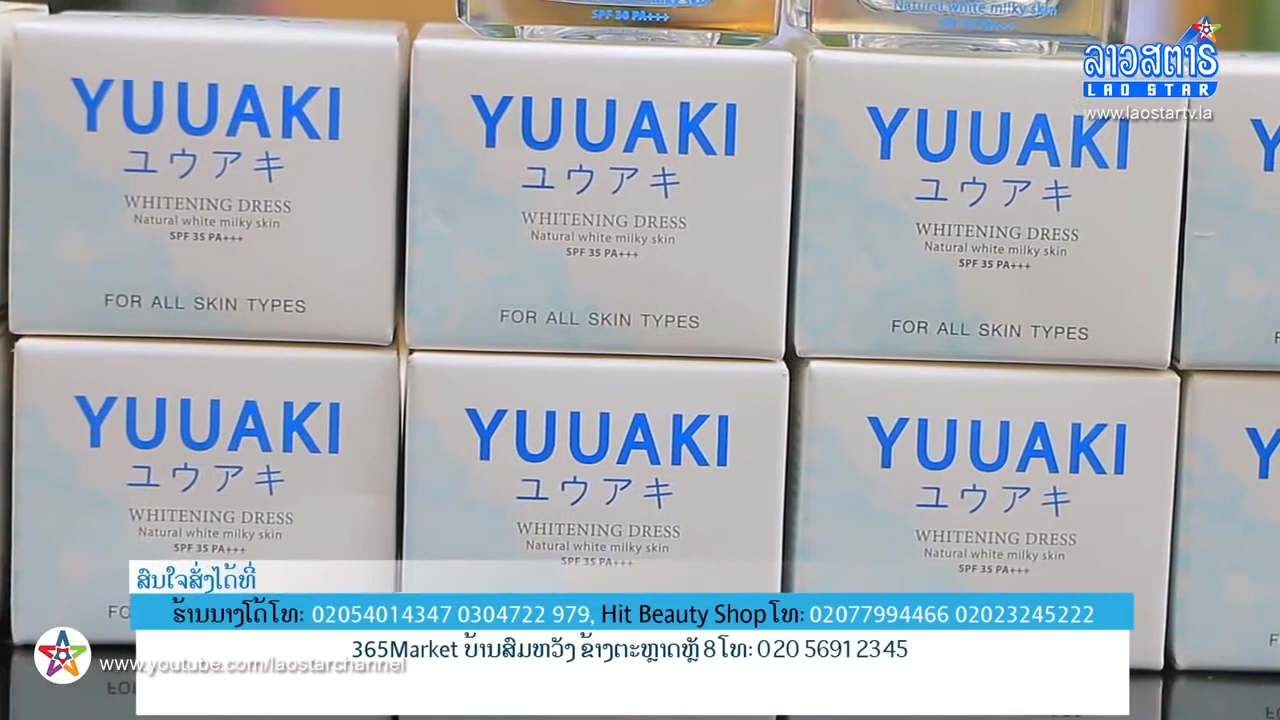 SPF 30 PA+++
Natural white milky skin
ລາວສຕາຣ
LAO STAR
www.laostartv.la
YUUAKI
ユウアキ
WHITENING DRESS
Natural white milky skin
SPF 35 PA+++
FOR ALL SKIN TYPES
YUUAKI
ユウアキ
WHITENING DRESS
Natural white milky skin
SPF 35 PA+++
FOR ALL SKIN TYPES
YUUAKI
ユウアキ
WHITENING DRESS
Natural white milky skin
SPF 35 PA+++
FOR ALL SKIN TYPES
YUUAKI
ユウアキ
WHITENING DRESS
Natural white milky skin
SPF 35 PA+++
YUUAKI
ユウアキ
WHITENING DRESS
Natural white milky skin
SPF 35 PA+++
YUUAKI
ユウアキ
WHITENING DRESS
Natural white milky skin
SPF 35 PA+++
ສົນໃຈສັ່ງໄດ້ທີ່
ຮ້ານນາງໂດ້ໂທ: 02054014347 0304722 979, Hit Beauty Shop ໂທ: 02077994466 02023245222
365Market ບ້ານສົມຫວັງ ຂ້າງຕະຫຼາດຫຼັ 8 ໂທ: 020 5691 2345
www.youtube.com/laostarchannel